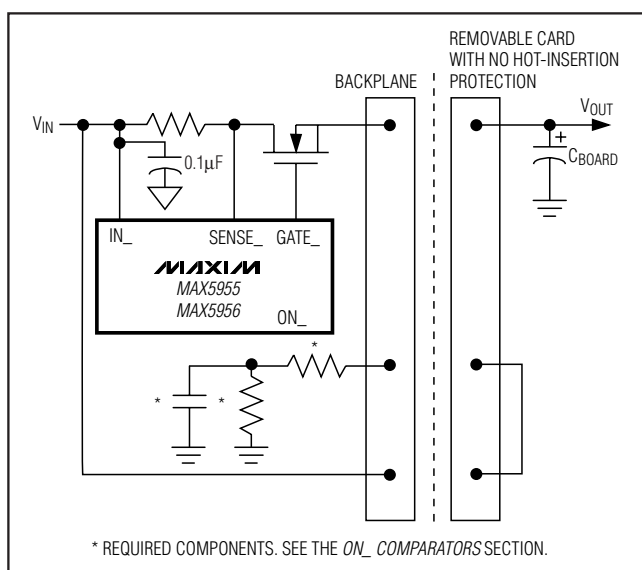 REMOVABLE CARD
WITH NO HOT-INSERTION
PROTECTION
BACKPLANE
VIN
VOUT
+
CBOARD
0.1µF
IN_
SENSE_
GATE_
MAXIM
MAX5955
MAX5956
ON_
*
*
*
* REQUIRED COMPONENTS. SEE THE ON_ COMPARATORS SECTION.